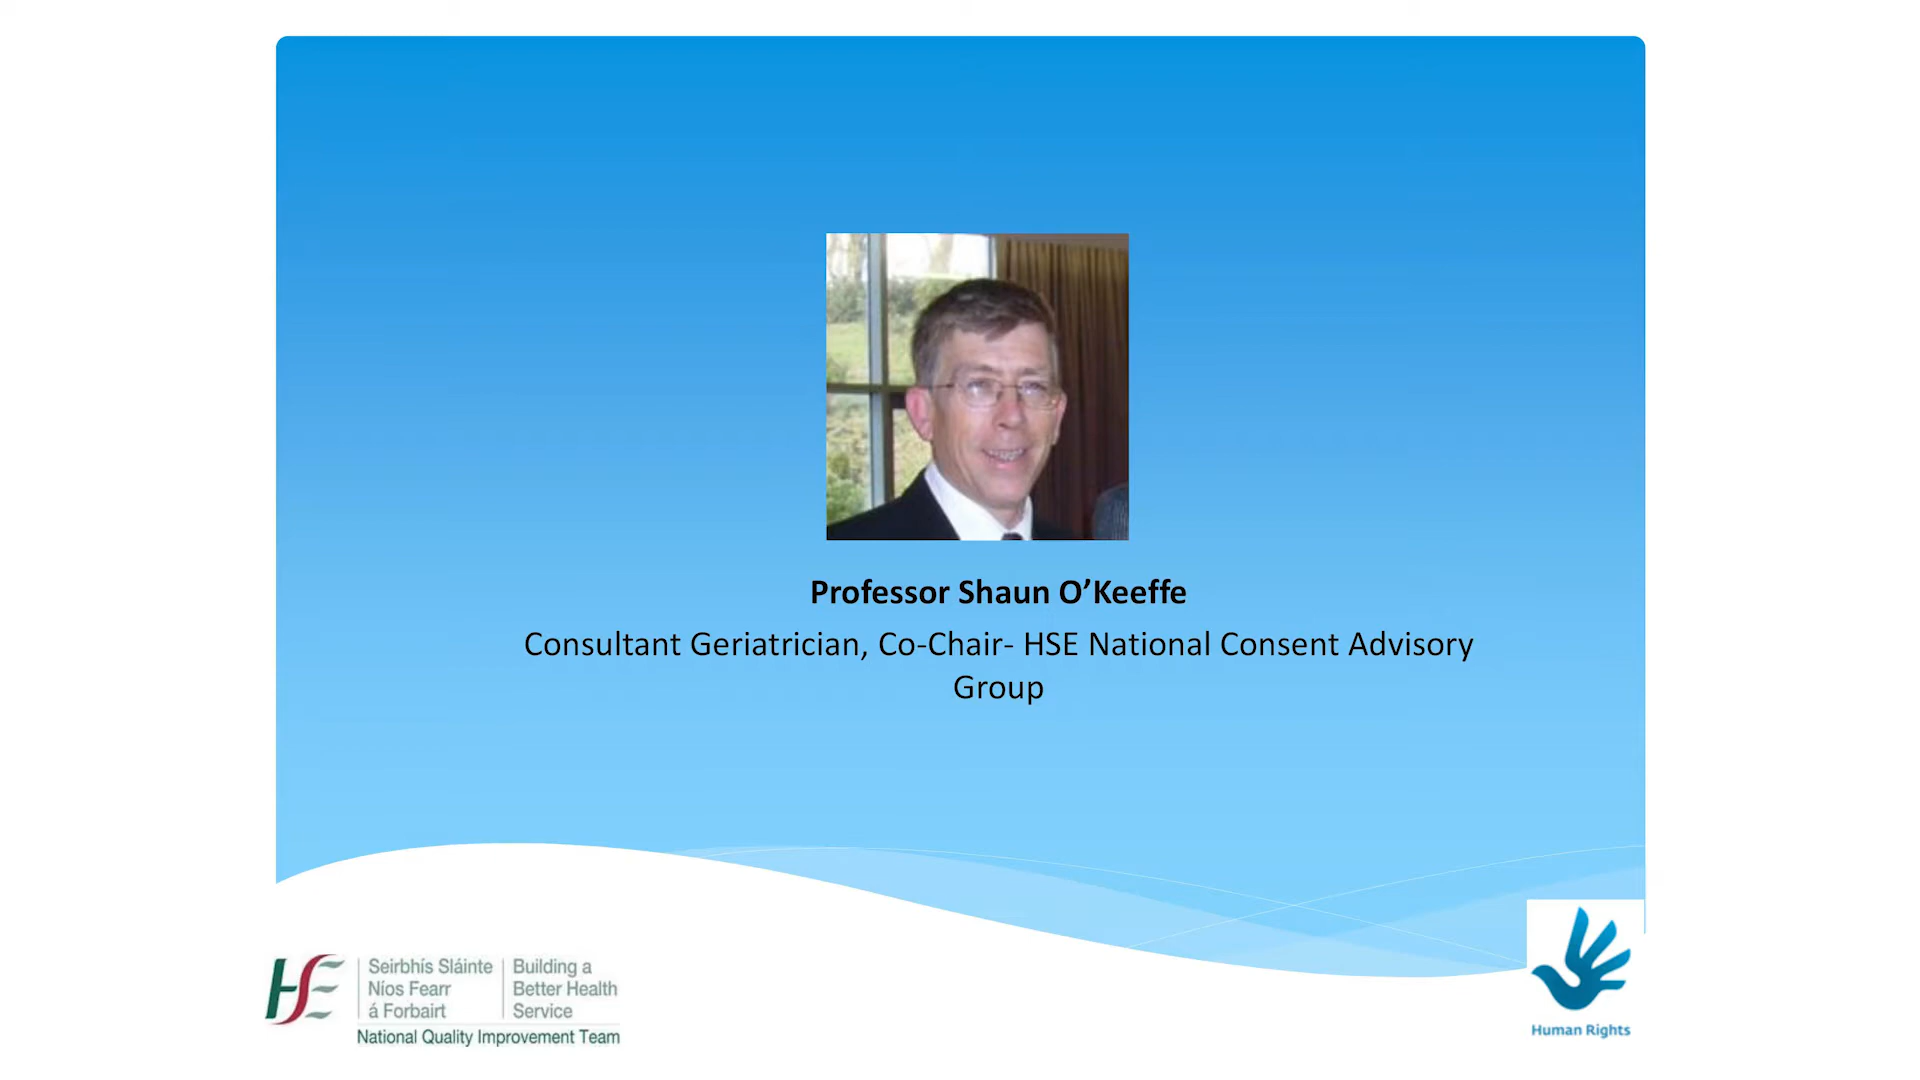 Professor Shaun O’Keeffe
Consultant Geriatrician, Co-Chair- HSE National Consent Advisory
Group
HSE
Seirbhís Sláinte
Níos Fearr
á Forbairt
Building a
Better Health
Service
National Quality Improvement Team
Human Rights